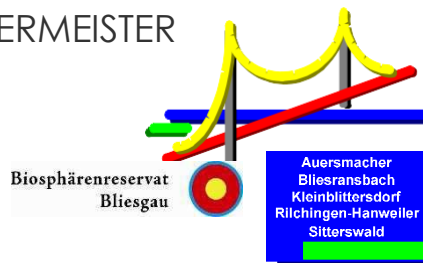 ERMEISTER
Biosphärenreservat
Bliesgau
Auersmacher
Bliesransbach
Kleinblittersdorf
Rilchingen-Hanweiler
Sitterswald